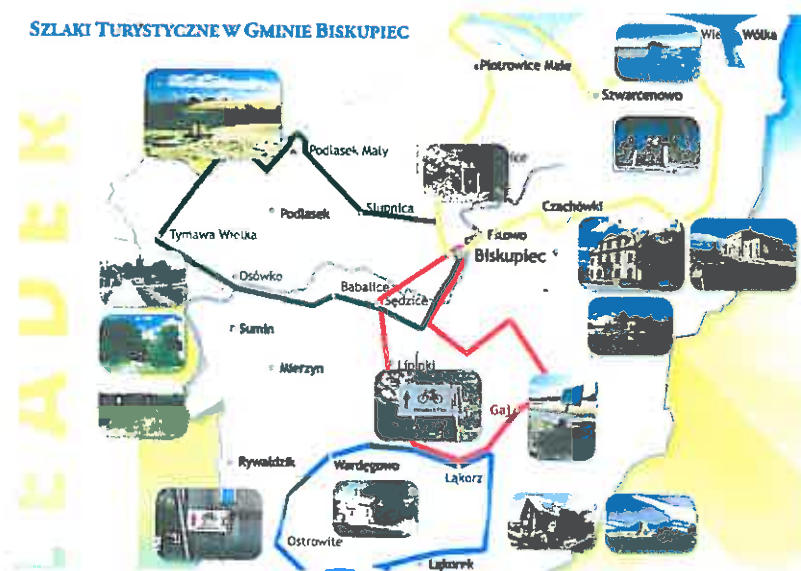 SZLAKI TURYSTYCZNE W GMINIE BISKUPIEC
LEADER
Wólka
Piotrowice Małe
Szwarcenowo
Podlasek Mały
Podlasek
Słupnica
Czachówki
Tymawa Wielka
Fitowo
Biskupiec
Osówko
Babalice
Sędzice
Sumin
Mierzyn
Lipinki
Gaj
Rywałdzik
Wardęgowo
Łąkorz
Ostrowite
Łąkorek